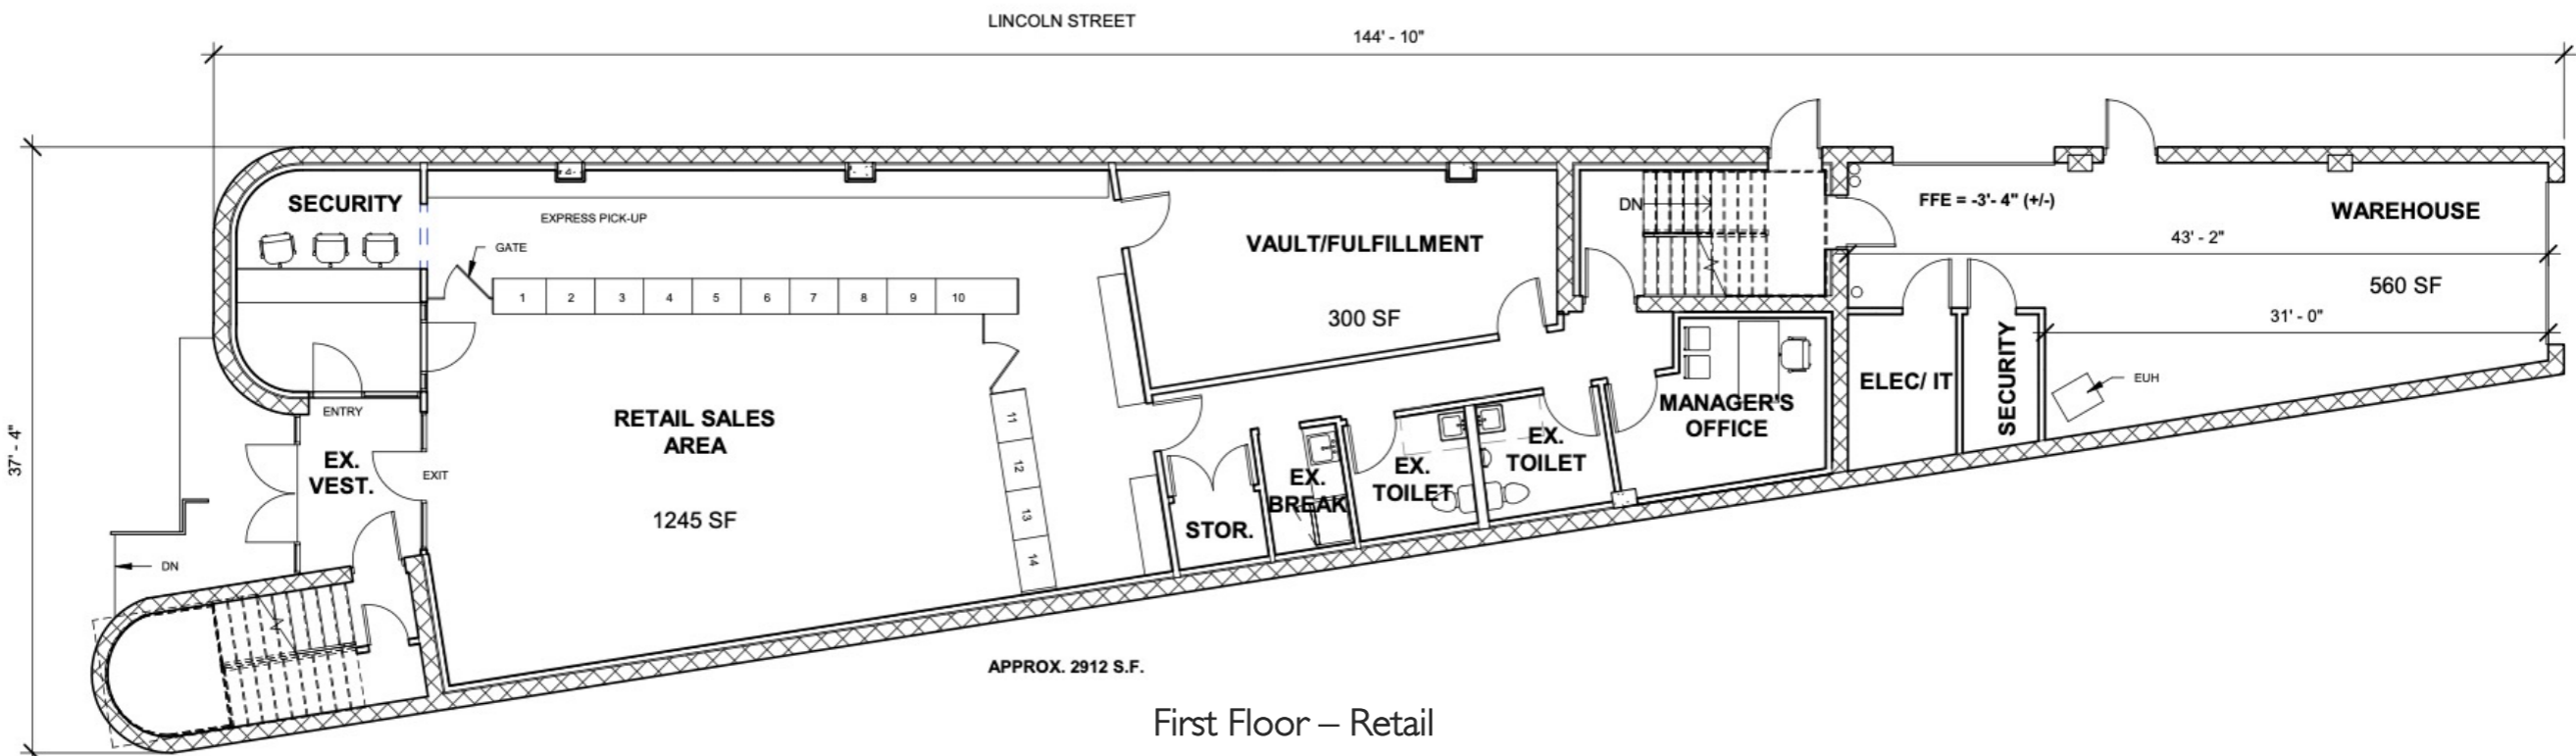 LINCOLN STREET
144' - 10"
37' - 4"
SECURITY
EXPRESS PICK-UP
GATE
1 2 3 4 5 6 7 8 9 10
11
12
13
14
ENTRY
EX.
VEST.
EXIT
DN
RETAIL SALES
AREA
1245 SF
VAULT/FULFILLMENT
300 SF
DN
STOR.
EX.
BREAK
EX.
TOILET
EX.
TOILET
MANAGER'S
OFFICE
FFE = -3'- 4" (+/-)
WAREHOUSE
43' - 2"
560 SF
31' - 0"
ELEC/ IT
SECURITY
EUH
APPROX. 2912 S.F.
First Floor – Retail